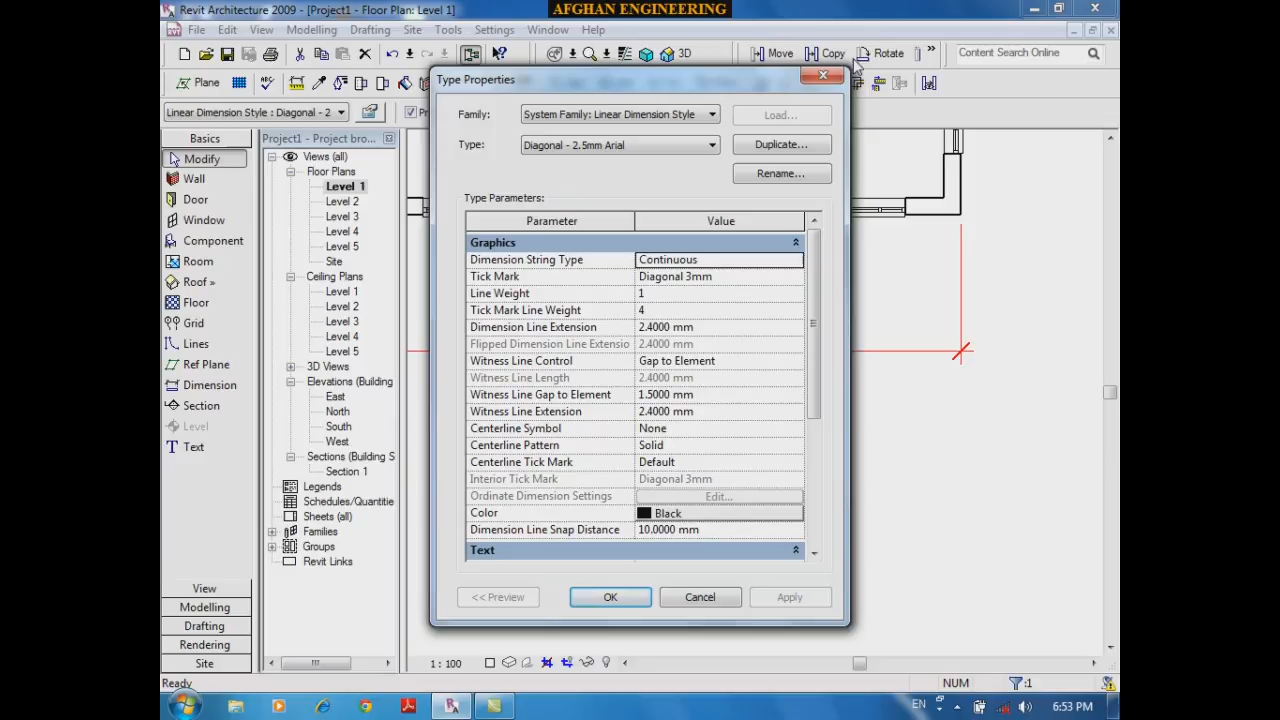 AFGHAN ENGINEERING
Revit Architecture 2009 - [Project1 - Floor Plan: Level 1]
File Edit View Modelling Drafting Site Tools Settings Window Help
3D Move Copy Rotate » Content Search Online
Plane
Type Properties
Linear Dimension Style : Diagonal - 2
Family: System Family: Linear Dimension Style Load...
Type: Diagonal - 2.5mm Arial Duplicate...
Rename...
Type Parameters:
Parameter Value
Graphics
Dimension String Type Continuous
Tick Mark Diagonal 3mm
Line Weight 1
Tick Mark Line Weight 4
Dimension Line Extension 2.4000 mm
Flipped Dimension Line Extensio 2.4000 mm
Witness Line Control Gap to Element
Witness Line Length 2.4000 mm
Witness Line Gap to Element 1.5000 mm
Witness Line Extension 2.4000 mm
Centerline Symbol None
Centerline Pattern Solid
Centerline Tick Mark Default
Interior Tick Mark Diagonal 3mm
Ordinate Dimension Settings Edit...
Color Black
Dimension Line Snap Distance 10.0000 mm
Text
<< Preview OK Cancel Apply
Basics
Modify
Wall
Door
Window
Component
Room
Roof »
Floor
Grid
Lines
Ref Plane
Dimension
Section
Level
Text
View
Modelling
Drafting
Rendering
Site
Project1 - Project bro...
Views (all)
Floor Plans
Level 1
Level 2
Level 3
Level 4
Level 5
Site
Ceiling Plans
Level 1
Level 2
Level 3
Level 4
Level 5
3D Views
Elevations (Building
East
North
South
West
Sections (Building S
Section 1
Legends
Schedules/Quantitie
Sheets (all)
Families
Groups
Revit Links
1 : 100
Ready NUM :1
EN 6:53 PM